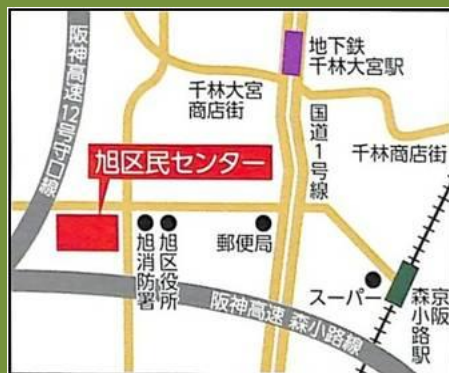 阪神高速12号守口線
地下鉄
千林大宮駅
千林大宮
商店街
国道1号線
千林商店街
旭区民センター
旭消防署
旭区役所
郵便局
スーパー
京阪
森小路駅
阪神高速 森小路線